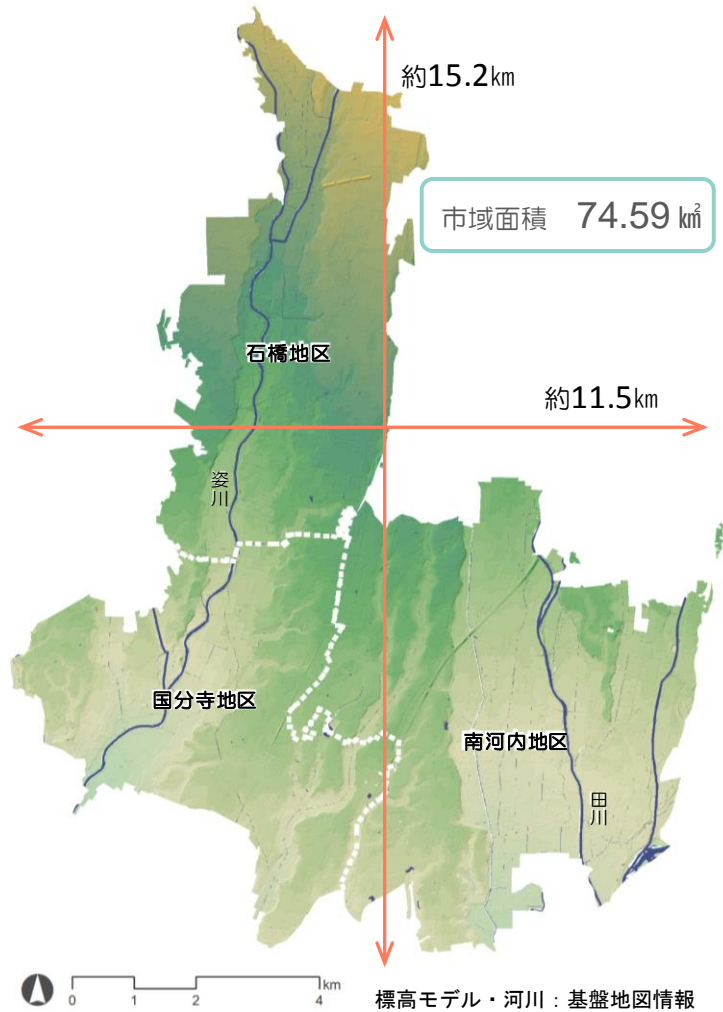 約15.2㎞
市域面積 74.59 ㎢
石橋地区
約11.5㎞
姿川
国分寺地区
南河内地区
田川
km
0 1 2 4
標高モデル・河川：基盤地図情報